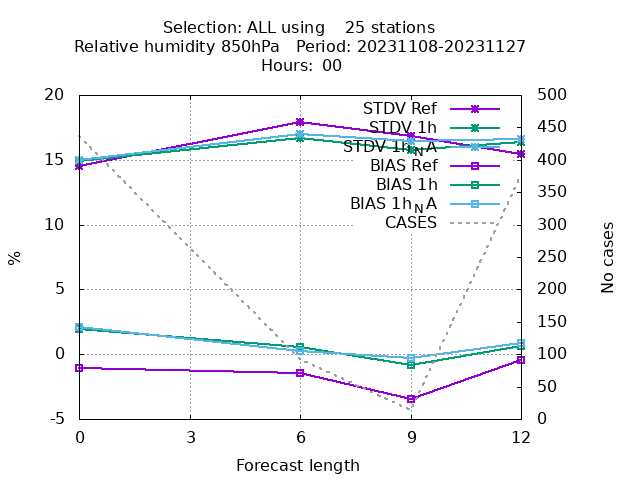 Selection: ALL using 25 stations
Relative humidity 850hPa Period: 20231108-20231127
Hours: 00
STDV Ref
STDV 1h
STDV 1h_NA
BIAS Ref
BIAS 1h
BIAS 1h_NA
CASES
20
15
10
5
0
-5
%
500
450
400
350
300
250
200
150
100
50
0
No cases
0 3 6 9 12
Forecast length